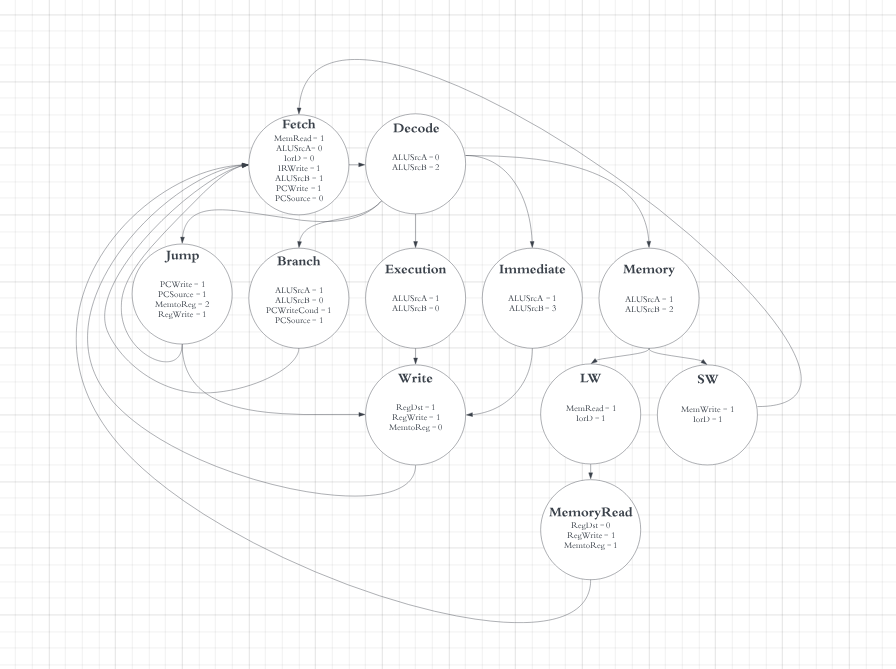 Fetch
MemRead = 1
ALUSrcA= 0
IorD = 0
IRWrite = 1
ALUSrcB = 1
PCWrite = 1
PCSource = 0
Decode
ALUSrcA = 0
ALUSrcB = 2
Jump
PCWrite = 1
PCSource = 1
MemtoReg = 2
RegWrite = 1
Branch
ALUSrcA = 1
ALUSrcB = 0
PCWriteCond = 1
PCSource = 1
Execution
ALUSrcA = 1
ALUSrcB = 0
Immediate
ALUSrcA = 1
ALUSrcB = 3
Memory
ALUSrcA = 1
ALUSrcB = 2
Write
RegDst = 1
RegWrite = 1
MemtoReg = 0
LW
MemRead = 1
IorD = 1
SW
MemWrite = 1
IorD = 1
MemoryRead
RegDst = 0
RegWrite = 1
MemtoReg = 1